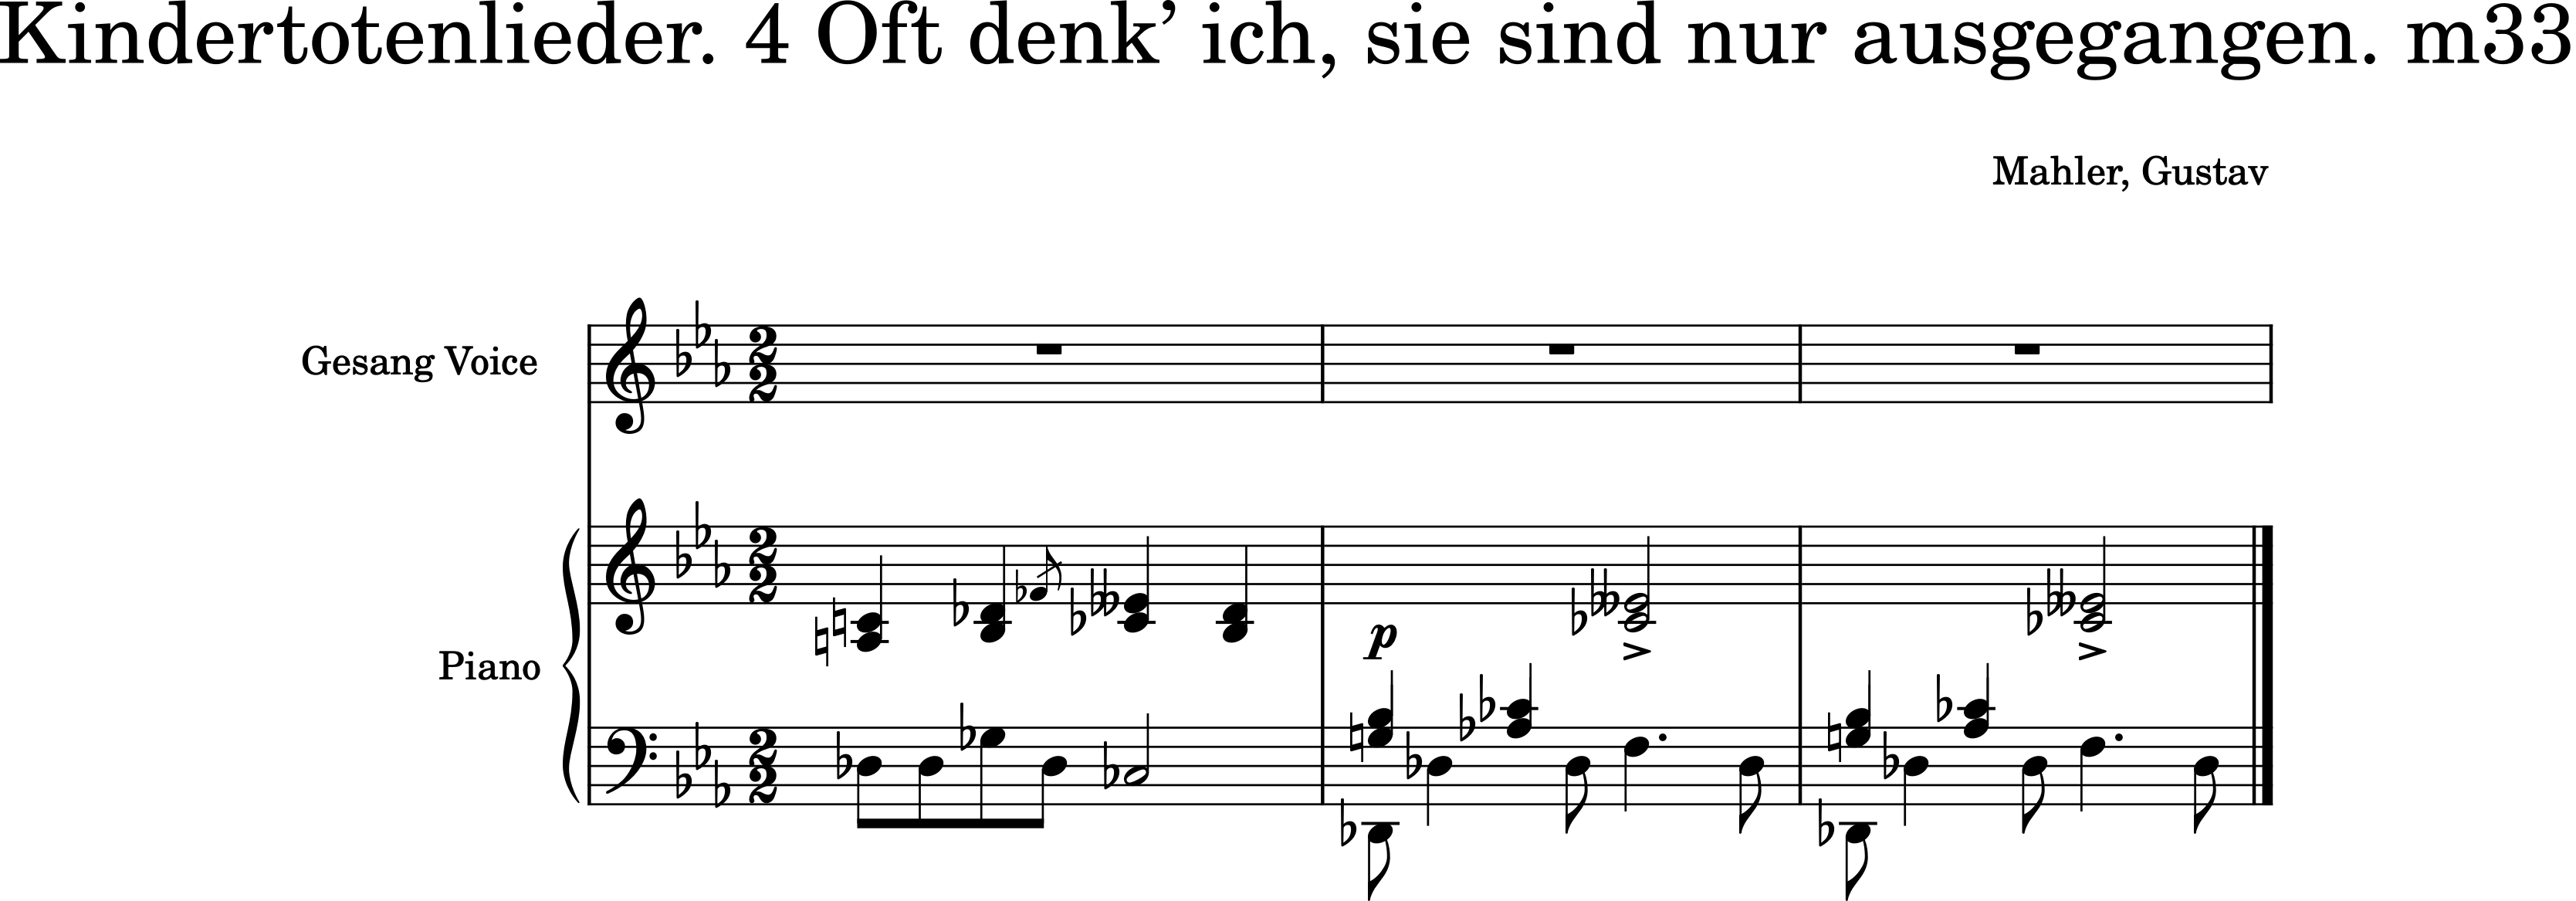 Kindertotenlieder. 4 Oft denk’ ich, sie sind nur ausgegangen. m33
Mahler, Gustav
Gesang Voice
Piano
p